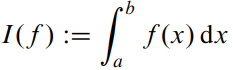 I(f) := ∫_a^b f(x) dx